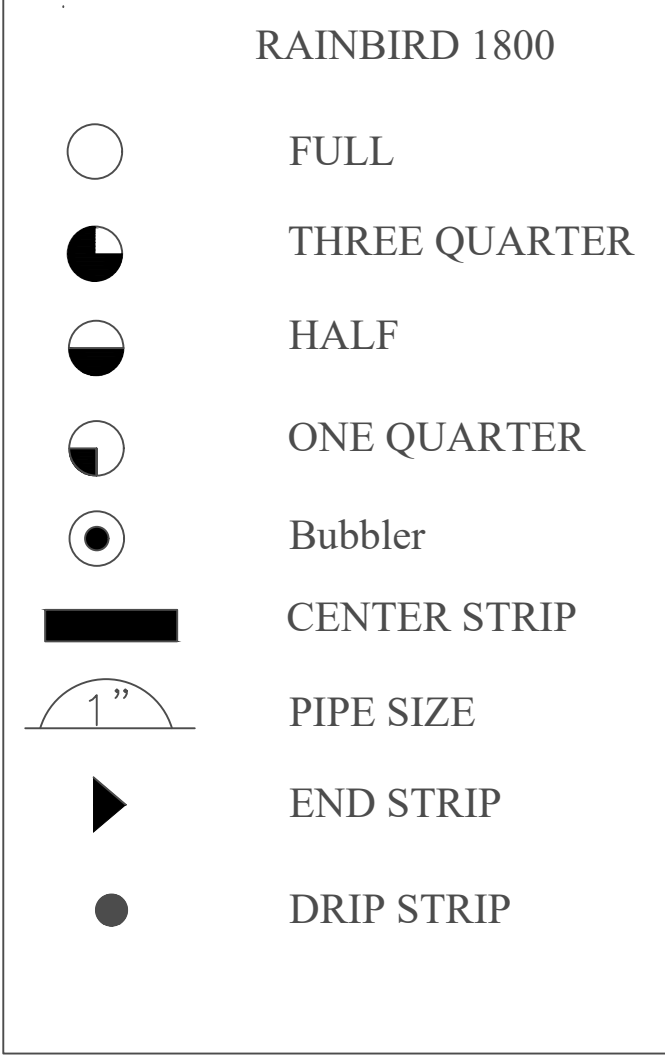 RAINBIRD 1800
FULL
THREE QUARTER
HALF
ONE QUARTER
Bubbler
CENTER STRIP
1” PIPE SIZE
END STRIP
DRIP STRIP